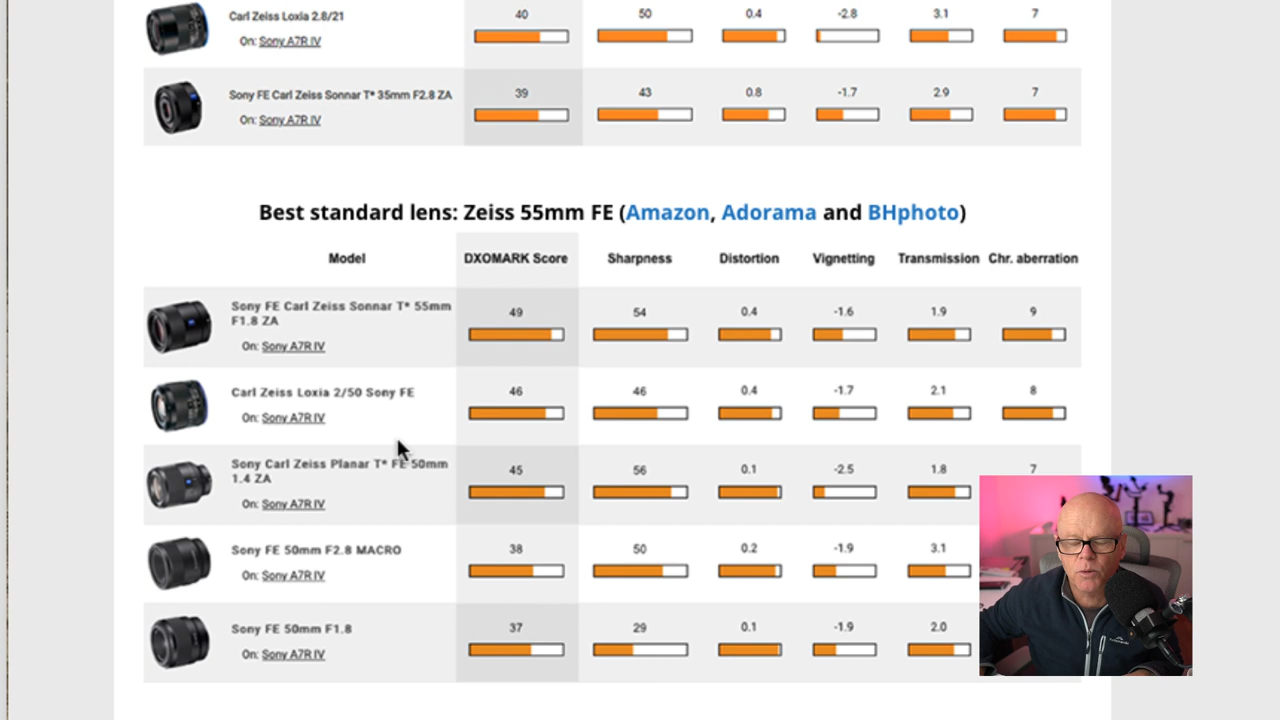 Carl Zeiss Loxia 2.8/21
On: Sony A7R IV
40 50 0.4 -2.8 3.1 7
Sony FE Carl Zeiss Sonnar T* 35mm F2.8 ZA
On: Sony A7R IV
39 43 0.8 -1.7 2.9 7
Best standard lens: Zeiss 55mm FE (Amazon, Adorama and BHphoto)
Model DXOMARK Score Sharpness Distortion Vignetting Transmission Chr. aberration
Sony FE Carl Zeiss Sonnar T* 55mm
F1.8 ZA
On: Sony A7R IV
49 54 0.4 -1.6 1.9 9
Carl Zeiss Loxia 2/50 Sony FE
On: Sony A7R IV
46 46 0.4 -1.7 2.1 8
Sony Carl Zeiss Planar T* FE 50mm
1.4 ZA
On: Sony A7R IV
45 56 0.1 -2.5 1.8 7
Sony FE 50mm F2.8 MACRO
On: Sony A7R IV
38 50 0.2 -1.9 3.1
Sony FE 50mm F1.8
On: Sony A7R IV
37 29 0.1 -1.9 2.0